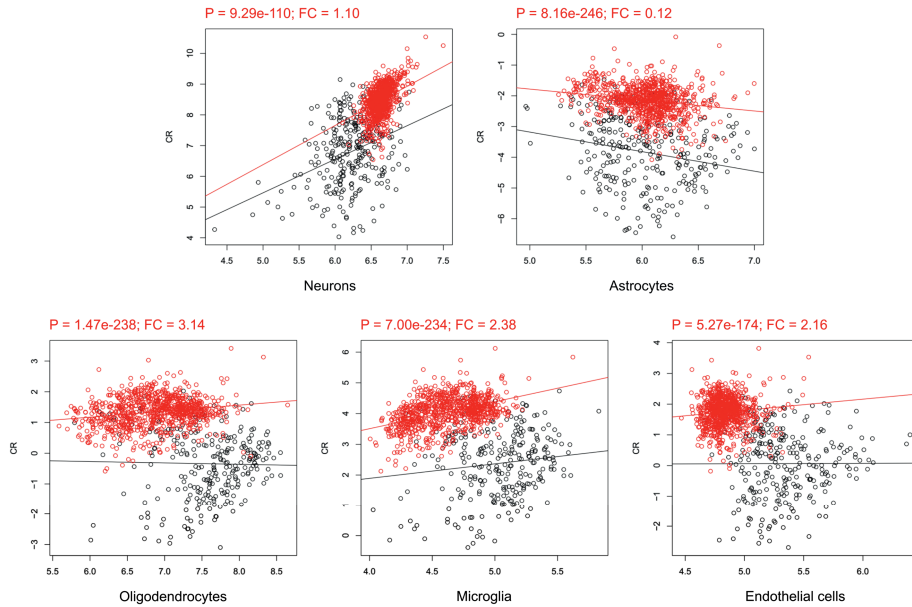 P = 9.29e-110; FC = 1.10
P = 8.16e-246; FC = 0.12
CR
10
9
8
7
6
5
4
4.5 5.0 5.5 6.0 6.5 7.0 7.5
Neurons
CR
0
-1
-2
-3
-4
-5
-6
5.0 5.5 6.0 6.5 7.0
Astrocytes
P = 1.47e-238; FC = 3.14
P = 7.00e-234; FC = 2.38
P = 5.27e-174; FC = 2.16
CR
3
2
1
0
-1
-2
-3
5.5 6.0 6.5 7.0 7.5 8.0 8.5
Oligodendrocytes
CR
6
5
4
3
2
1
0
4.0 4.5 5.0 5.5
Microglia
CR
4
3
2
1
0
-1
-2
4.5 5.0 5.5 6.0
Endothelial cells